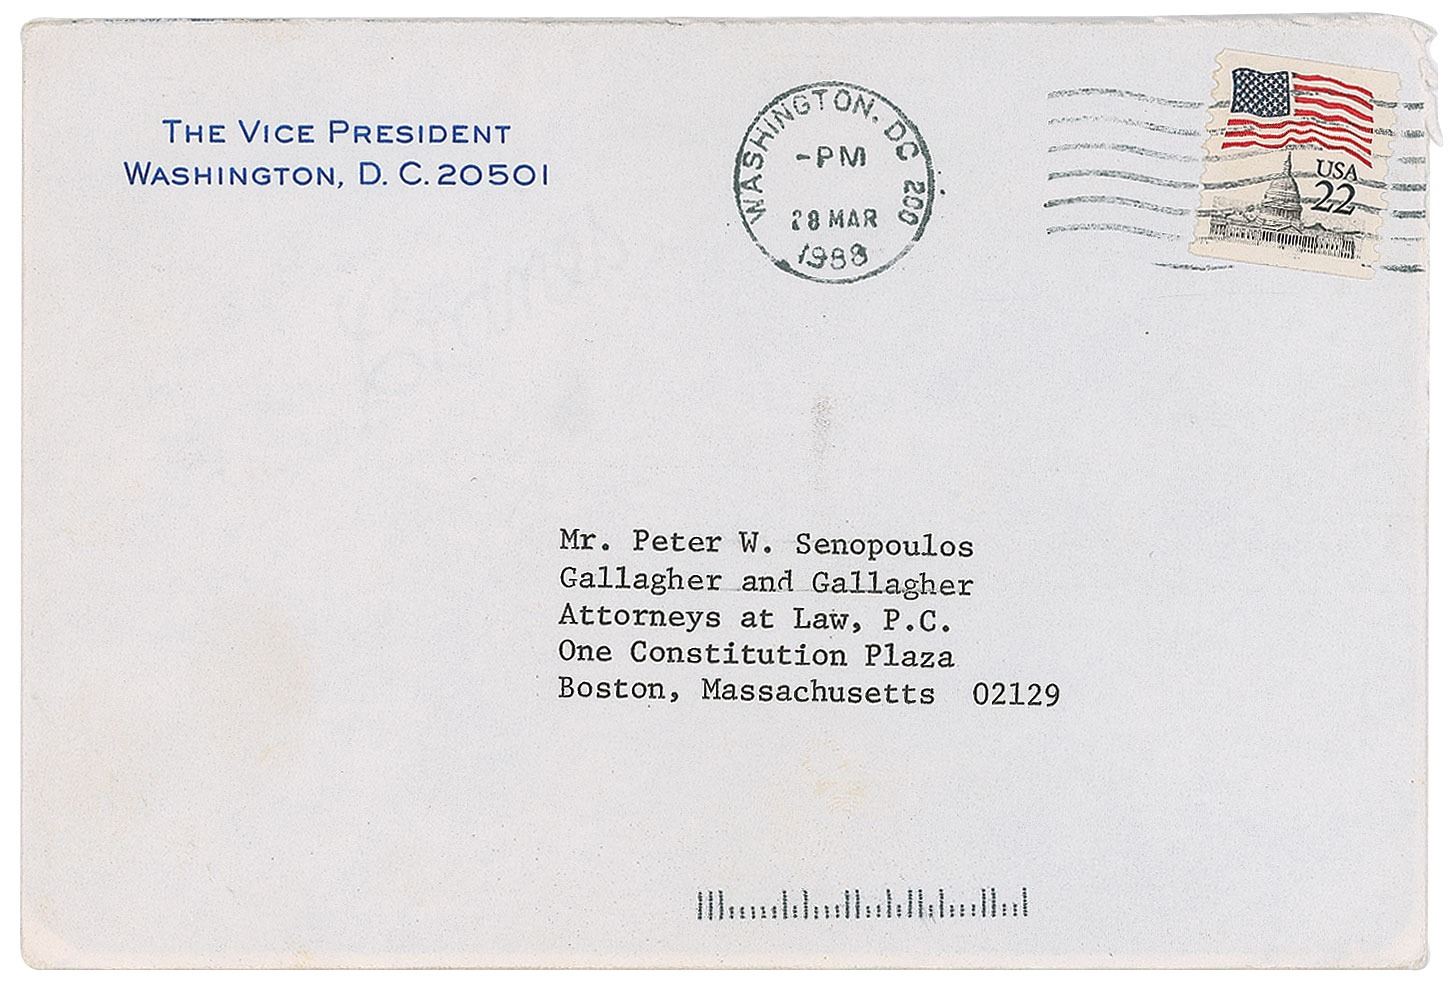 THE VICE PRESIDENT
WASHINGTON, D. C. 20501
WASHINGTON. DC 200
-PM
28 MAR
1988
USA
22
Mr. Peter W. Senopoulos
Gallagher and Gallagher
Attorneys at Law, P.C.
One Constitution Plaza
Boston, Massachusetts 02129